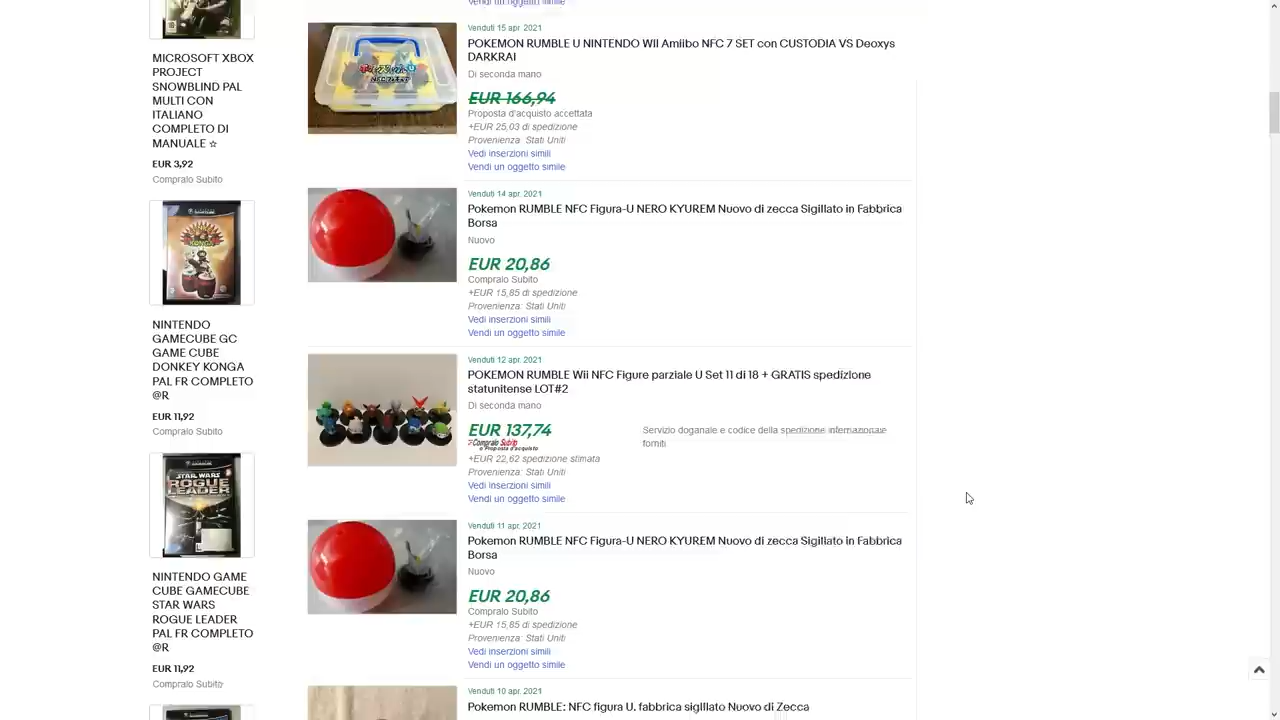 MICROSOFT XBOX
PROJECT
SNOWBLIND PAL
MULTI CON
ITALIANO
COMPLETO DI
MANUALE ☆
EUR 3,92
Compralo Subito
NINTENDO
GAMECUBE GC
GAME CUBE
DONKEY KONGA
PAL FR COMPLETO
@R
EUR 11,92
Compralo Subito
STAR WARS
ROGUE
LEADER
NINTENDO GAME
CUBE GAMECUBE
STAR WARS
ROGUE LEADER
PAL FR COMPLETO
@R
EUR 11,92
Compralo Subito
Vendi un oggetto simile
Venduti 15 apr. 2021
POKEMON RUMBLE U NINTENDO WII Amiibo NFC 7 SET con CUSTODIA VS Deoxys
DARKRAI
Di seconda mano
EUR 166,94
Proposta d'acquisto accettata
+EUR 25,03 di spedizione
Provenienza: Stati Uniti
Vedi inserzioni simili
Vendi un oggetto simile
Venduti 14 apr. 2021
Pokemon RUMBLE NFC Figura-U NERO KYUREM Nuovo di zecca Sigillato in Fabbrica
Borsa
Nuovo
EUR 20,86
Compralo Subito
+EUR 15,85 di spedizione
Provenienza: Stati Uniti
Vedi inserzioni simili
Vendi un oggetto simile
Venduti 12 apr. 2021
POKEMON RUMBLE Wii NFC Figure parziale U Set 11 di 18 + GRATIS spedizione
statunitense LOT#2
Di seconda mano
EUR 137,74
Servizio doganale e codice della spedizione internazionale
forniti
Compralo Subito
o Proposta d'acquisto
+EUR 22,62 spedizione stimata
Provenienza: Stati Uniti
Vedi inserzioni simili
Vendi un oggetto simile
Venduti 11 apr. 2021
Pokemon RUMBLE NFC Figura-U NERO KYUREM Nuovo di zecca Sigillato in Fabbrica
Borsa
Nuovo
EUR 20,86
Compralo Subito
+EUR 15,85 di spedizione
Provenienza: Stati Uniti
Vedi inserzioni simili
Vendi un oggetto simile
Venduti 10 apr. 2021
Pokemon RUMBLE: NFC figura U, fabbrica sigillato Nuovo di Zecca